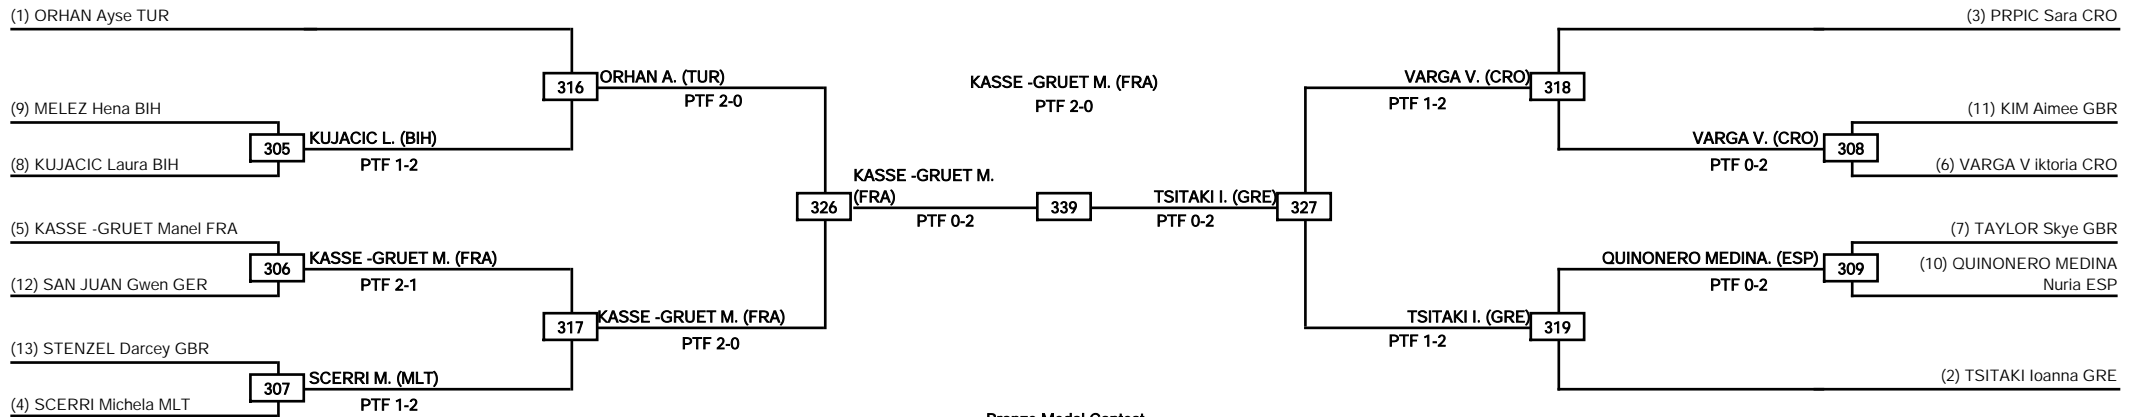 (1) ORHAN Ayse TUR
(3) PRPIC Sara CRO
316
ORHAN A. (TUR)
PTF 2-0
KASSE -GRUET M. (FRA)
PTF 2-0
VARGA V. (CRO)
PTF 1-2
318
(9) MELEZ Hena BIH
305
KUJACIC L. (BIH)
PTF 1-2
(8) KUJACIC Laura BIH
(11) KIM Aimee GBR
VARGA V. (CRO)
PTF 0-2
308
(6) VARGA V iktoria CRO
326
KASSE -GRUET M.
(FRA)
PTF 0-2
339
TSITAKI I. (GRE)
PTF 0-2
327
(5) KASSE -GRUET Manel FRA
306
KASSE -GRUET M. (FRA)
PTF 2-1
(12) SAN JUAN Gwen GER
(7) TAYLOR Skye GBR
QUINONERO MEDINA. (ESP)
PTF 0-2
309
(10) QUINONERO MEDINA
Nuria ESP
317
KASSE -GRUET M. (FRA)
PTF 2-0
TSITAKI I. (GRE)
PTF 1-2
319
(13) STENZEL Darcey GBR
307
SCERRI M. (MLT)
PTF 1-2
(4) SCERRI Michela MLT
(2) TSITAKI Ioanna GRE
Bronze Medal Contest